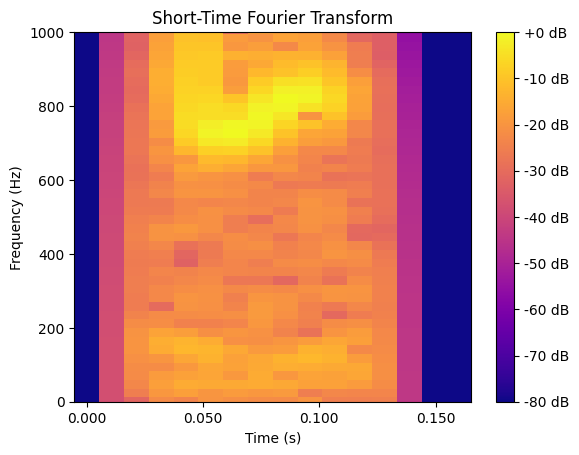 Short-Time Fourier Transform
1000
800
600
400
200
0
Frequency (Hz)
0.000
0.050
0.100
0.150
Time (s)
+0 dB
-10 dB
-20 dB
-30 dB
-40 dB
-50 dB
-60 dB
-70 dB
-80 dB